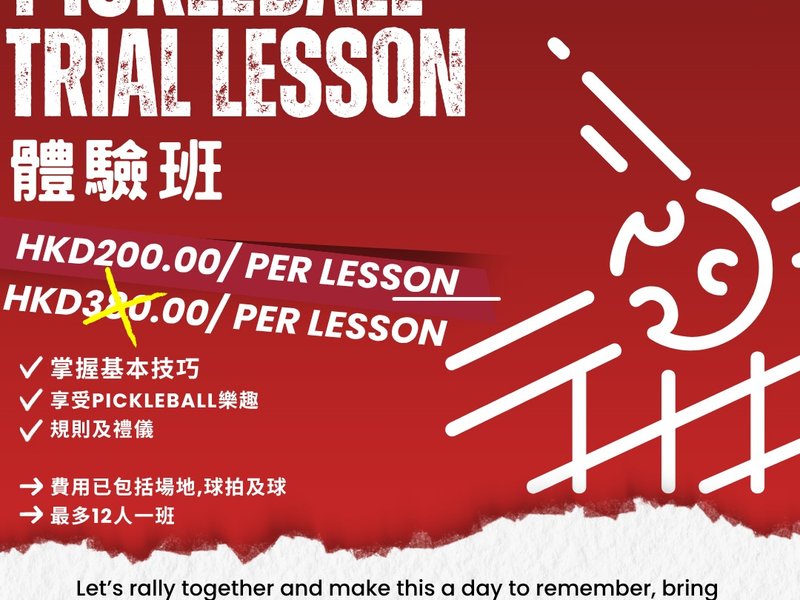 PICKLEBALL
TRIAL LESSON
體驗班
HKD200.00/ PER LESSON
HKD380.00/ PER LESSON
掌握基本技巧
享受PICKLEBALL樂趣
規則及禮儀
費用已包括場地,球拍及球
最多12人一班
Let's rally together and make this a day to remember, bring